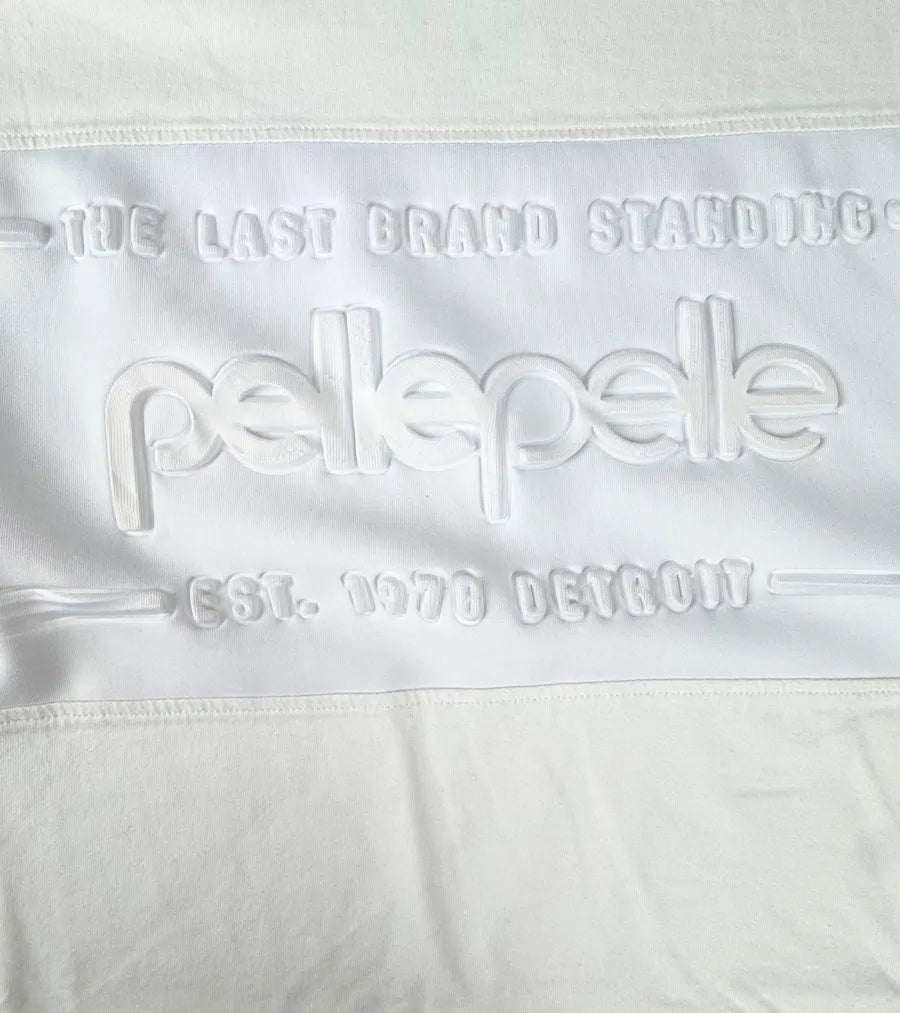 THE LAST BRAND STANDING
pellepelle
EST. 1978 DETROIT